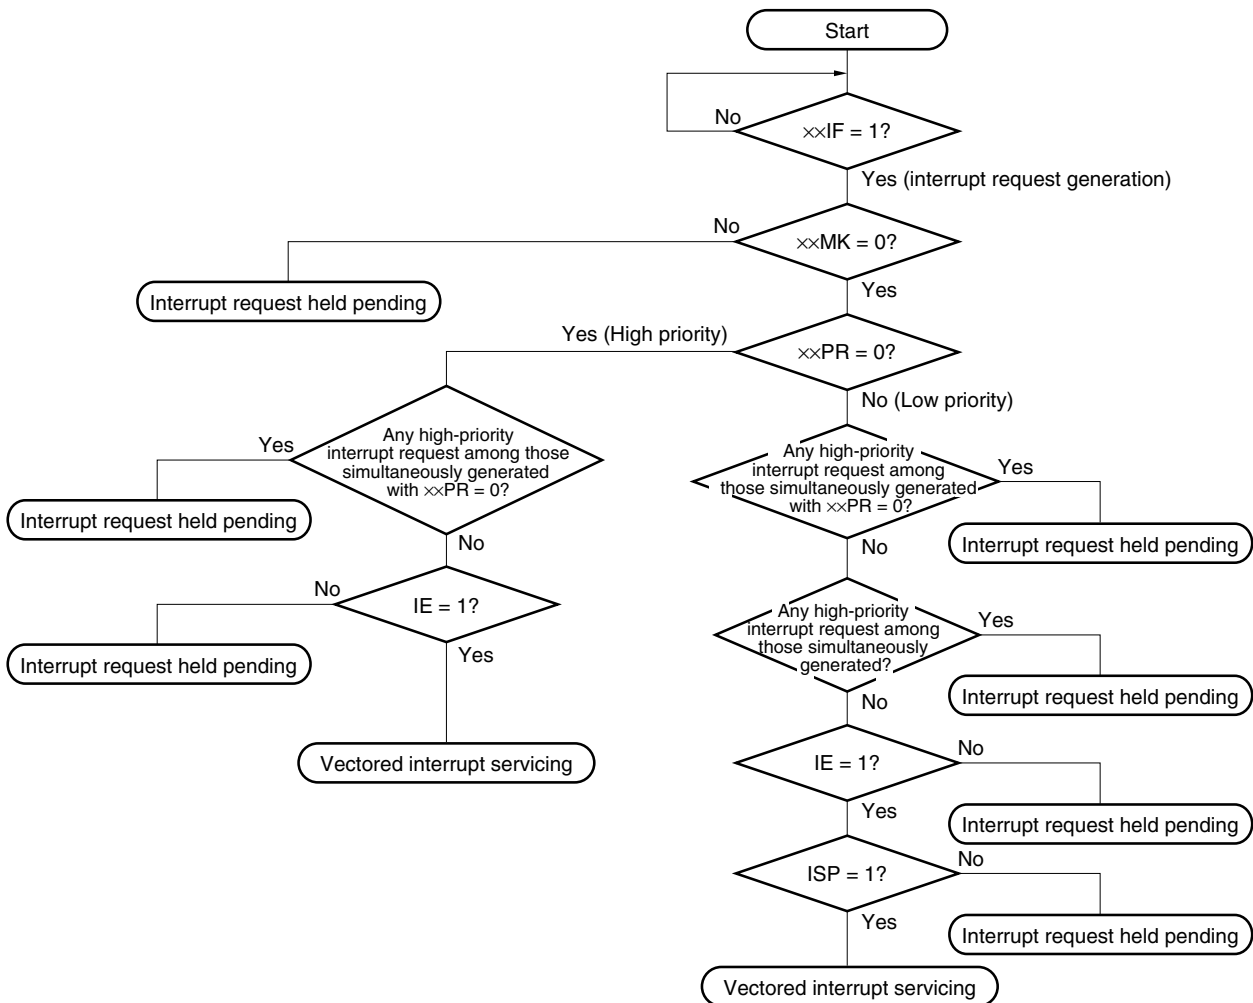 Start
No
××IF = 1?
Yes (interrupt request generation)
No
××MK = 0?
Interrupt request held pending
Yes
Yes (High priority)
××PR = 0?
No (Low priority)
Yes
Any high-priority
interrupt request among those
simultaneously generated
with ××PR = 0?
Any high-priority
interrupt request among
those simultaneously generated
with ××PR = 0?
Yes
Interrupt request held pending
Interrupt request held pending
No
No
No
IE = 1?
Any high-priority
interrupt request among
those simultaneously
generated?
Yes
Interrupt request held pending
Yes
Interrupt request held pending
No
Vectored interrupt servicing
IE = 1?
No
Yes
Interrupt request held pending
ISP = 1?
No
Yes
Interrupt request held pending
Vectored interrupt servicing